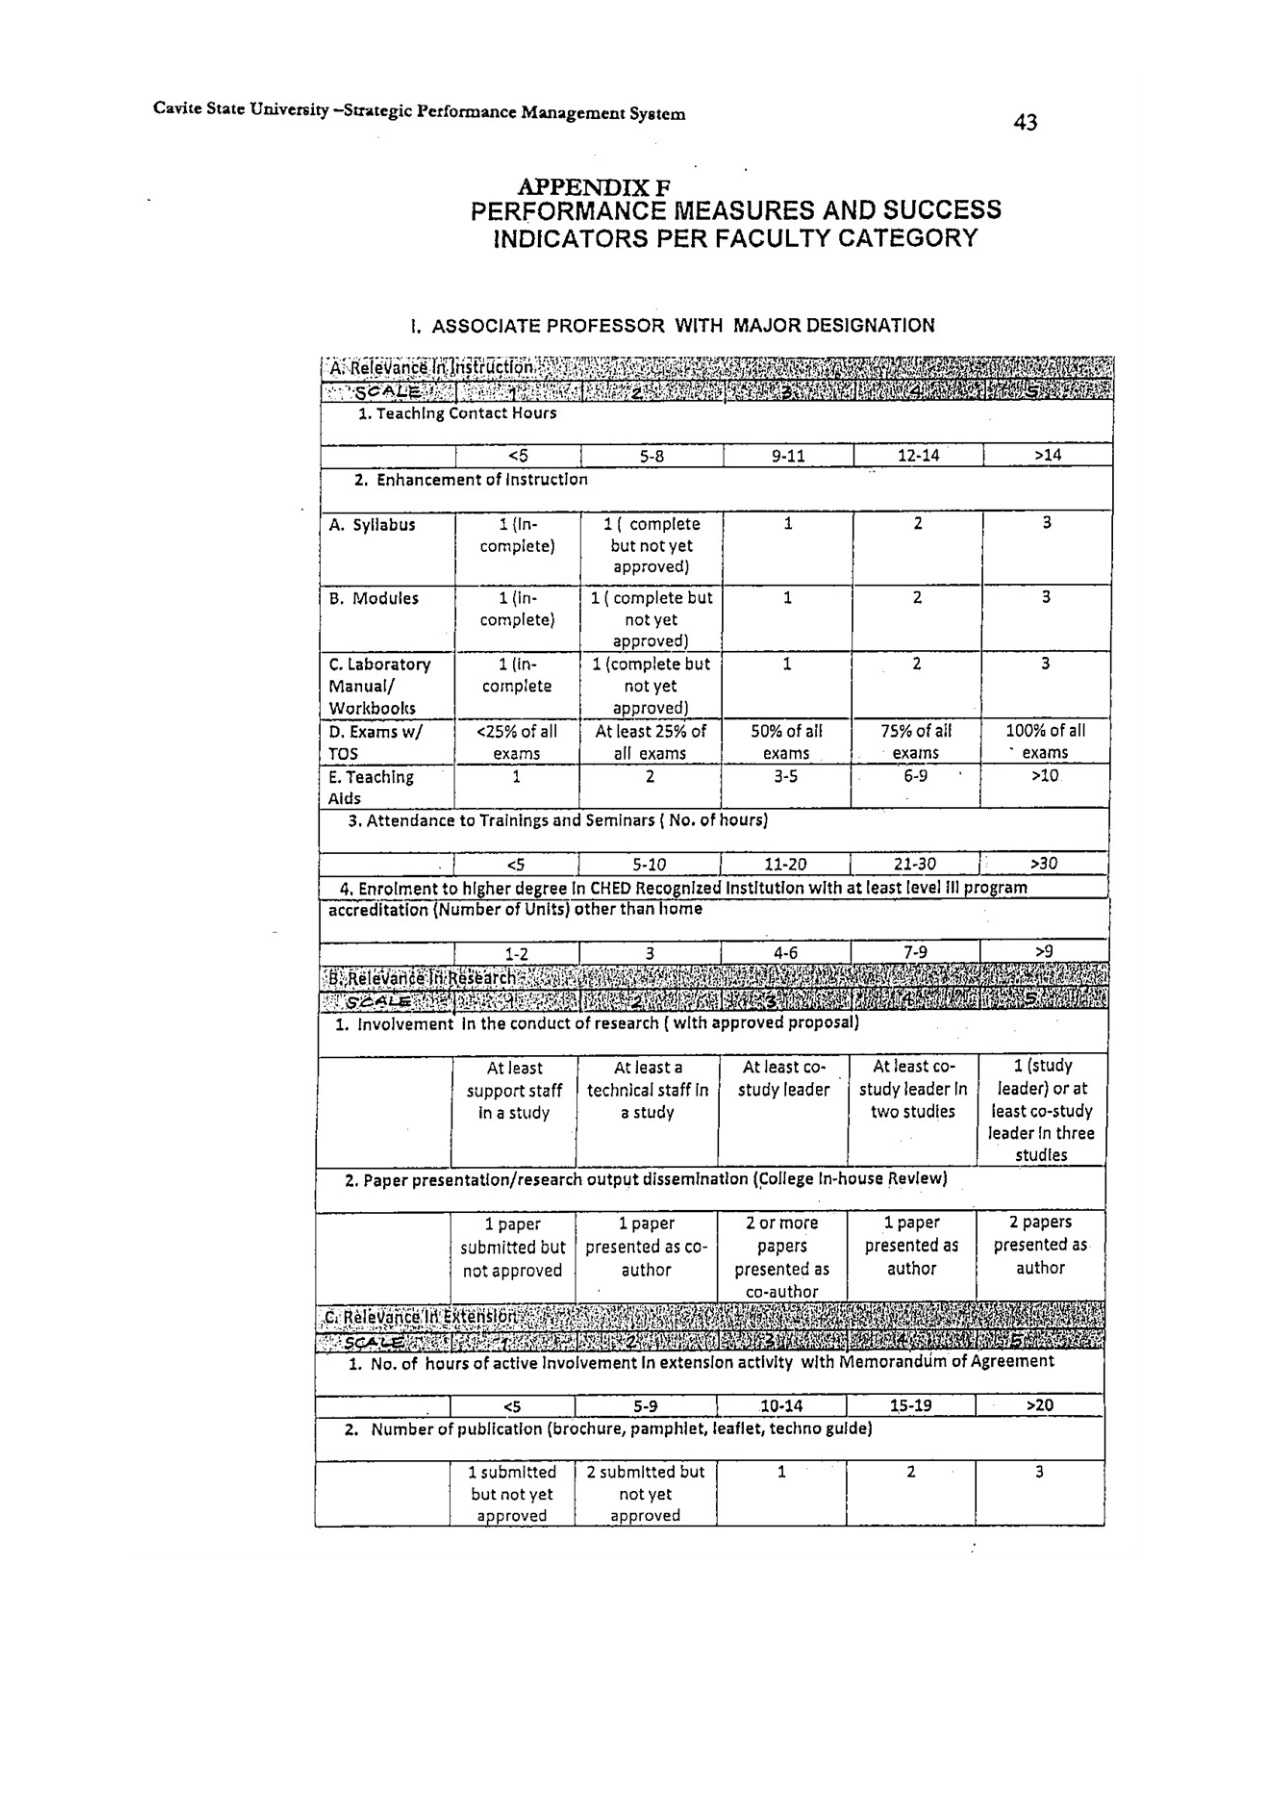 Cavite State University –Strategic Performance Management System
43
APPENDIX F
PERFORMANCE MEASURES AND SUCCESS
INDICATORS PER FACULTY CATEGORY
I. ASSOCIATE PROFESSOR WITH MAJOR DESIGNATION
A. Relevance in Instruction
SCALE 1 2 3 4 5
1. Teaching Contact Hours
<5 5-8 9-11 12-14 >14
2. Enhancement of Instruction
A. Syllabus 1 (In- 1 ( complete 1 2 3
complete) but not yet
approved)
B. Modules 1 (in- 1 ( complete but 1 2 3
complete) not yet
approved)
C. Laboratory 1 (in- 1 (complete but 1 2 3
Manual/ complete not yet
Workbooks approved)
D. Exams w/ <25% of all At least 25% of 50% of all 75% of all 100% of all
TOS exams all exams exams exams exams
E. Teaching 1 2 3-5 6-9 >10
Aids
3. Attendance to Trainings and Seminars ( No. of hours)
<5 5-10 11-20 21-30 >30
4. Enrolment to higher degree in CHED Recognized Institution with at least level III program
accreditation (Number of Units) other than home
1-2 3 4-6 7-9 >9
B. Relevance in Research
SCALE 1 2 3 4 5
1. Involvement in the conduct of research ( with approved proposal)
At least At least a At least co- At least co- 1 (study
support staff technical staff in study leader study leader in leader) or at
in a study a study two studies least co-study
leader in three
studies
2. Paper presentation/research output dissemination (College In-house Review)
1 paper 1 paper 2 or more 1 paper 2 papers
submitted but presented as co- papers presented as presented as
not approved author presented as author author
co-author
C. Relevance in Extension
SCALE 1 2 3 4 5
1. No. of hours of active involvement in extension activity with Memorandum of Agreement
<5 5-9 10-14 15-19 >20
2. Number of publication (brochure, pamphlet, leaflet, techno guide)
1 submitted 2 submitted but 1 2 3
but not yet not yet
approved approved